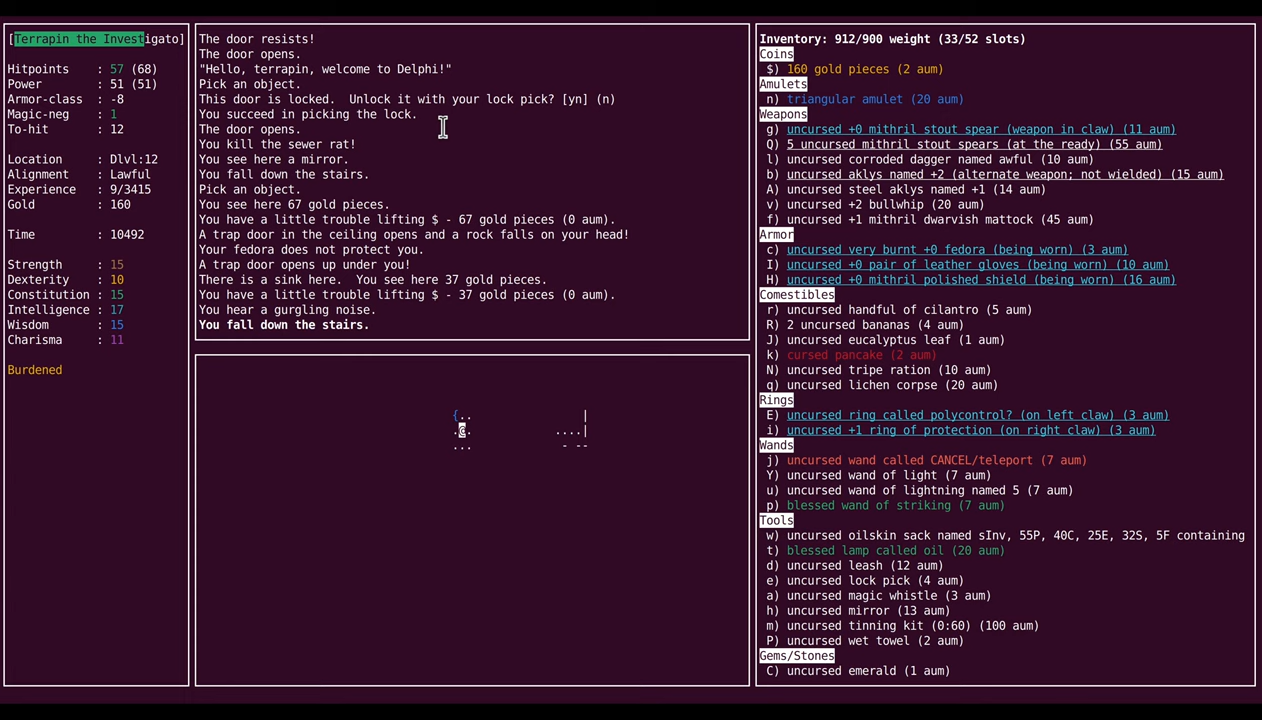 [Terrapin the Investigato]
Hitpoints : 57 (68)
Power : 51 (51)
Armor-class : -8
Magic-neg : 1
To-hit : 12
Location : Dlvl:12
Alignment : Lawful
Experience : 9/3415
Gold : 160
Time : 10492
Strength : 15
Dexterity : 10
Constitution : 15
Intelligence : 17
Wisdom : 15
Charisma : 11
Burdened
The door resists!
The door opens.
"Hello, terrapin, welcome to Delphi!"
Pick an object.
This door is locked.  Unlock it with your lock pick? [yn] (n)
You succeed in picking the lock.
The door opens.
You kill the sewer rat!
You see here a mirror.
You fall down the stairs.
Pick an object.
You see here 67 gold pieces.
You have a little trouble lifting $ - 67 gold pieces (0 aum).
A trap door in the ceiling opens and a rock falls on your head!
Your fedora does not protect you.
A trap door opens up under you!
There is a sink here.  You see here 37 gold pieces.
You have a little trouble lifting $ - 37 gold pieces (0 aum).
You hear a gurgling noise.
You fall down the stairs.
{.. |
.@. ....|
... - --
Inventory: 912/900 weight (33/52 slots)
Coins
$) 160 gold pieces (2 aum)
Amulets
n) triangular amulet (20 aum)
Weapons
g) uncursed +0 mithril stout spear (weapon in claw) (11 aum)
Q) 5 uncursed mithril stout spears (at the ready) (55 aum)
l) uncursed corroded dagger named awful (10 aum)
b) uncursed aklys named +2 (alternate weapon; not wielded) (15 aum)
A) uncursed steel aklys named +1 (14 aum)
v) uncursed +2 bullwhip (20 aum)
f) uncursed +1 mithril dwarvish mattock (45 aum)
Armor
c) uncursed very burnt +0 fedora (being worn) (3 aum)
I) uncursed +0 pair of leather gloves (being worn) (10 aum)
H) uncursed +0 mithril polished shield (being worn) (16 aum)
Comestibles
r) uncursed handful of cilantro (5 aum)
R) 2 uncursed bananas (4 aum)
J) uncursed eucalyptus leaf (1 aum)
k) cursed pancake (2 aum)
N) uncursed tripe ration (10 aum)
q) uncursed lichen corpse (20 aum)
Rings
E) uncursed ring called polycontrol? (on left claw) (3 aum)
i) uncursed +1 ring of protection (on right claw) (3 aum)
Wands
j) uncursed wand called CANCEL/teleport (7 aum)
Y) uncursed wand of light (7 aum)
u) uncursed wand of lightning named 5 (7 aum)
p) blessed wand of striking (7 aum)
Tools
w) uncursed oilskin sack named sInv, 55P, 40C, 25E, 32S, 5F containing
t) blessed lamp called oil (20 aum)
d) uncursed leash (12 aum)
e) uncursed lock pick (4 aum)
a) uncursed magic whistle (3 aum)
h) uncursed mirror (13 aum)
m) uncursed tinning kit (0:60) (100 aum)
P) uncursed wet towel (2 aum)
Gems/Stones
C) uncursed emerald (1 aum)